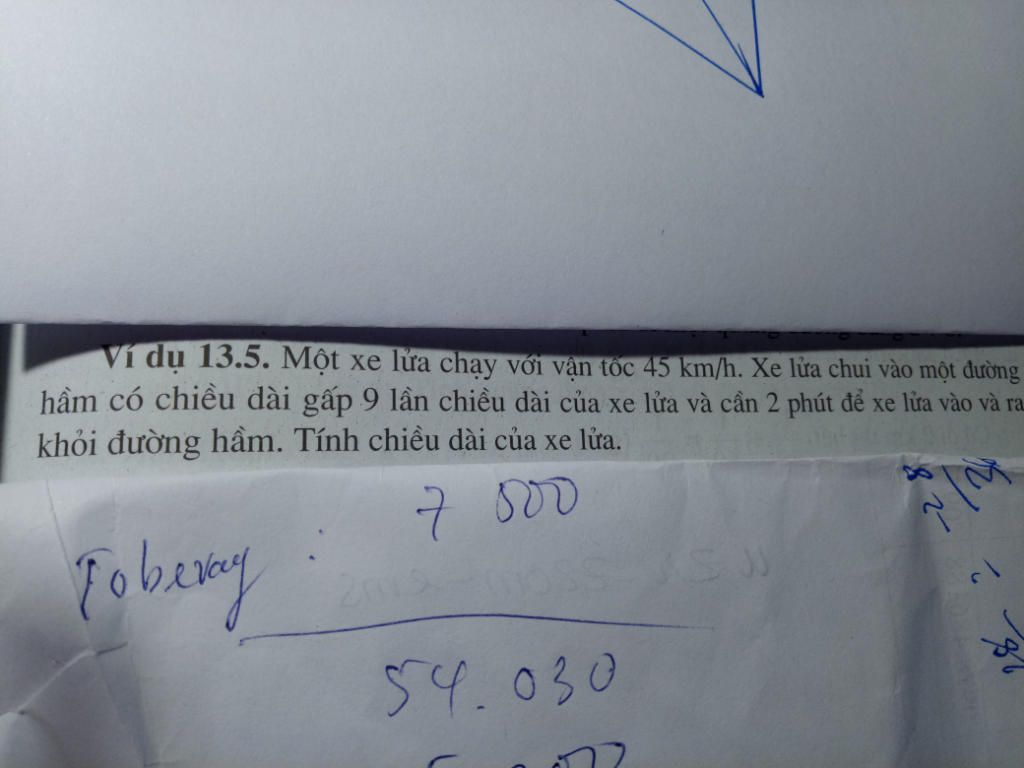 Ví dụ 13.5. Một xe lửa chạy với vận tốc 45 km/h. Xe lửa chui vào một đường
hầm có chiều dài gấp 9 lần chiều dài của xe lửa và cần 2 phút để xe lửa vào và ra
khỏi đường hầm. Tính chiều dài của xe lửa.
7 500
Foberay :
54.030